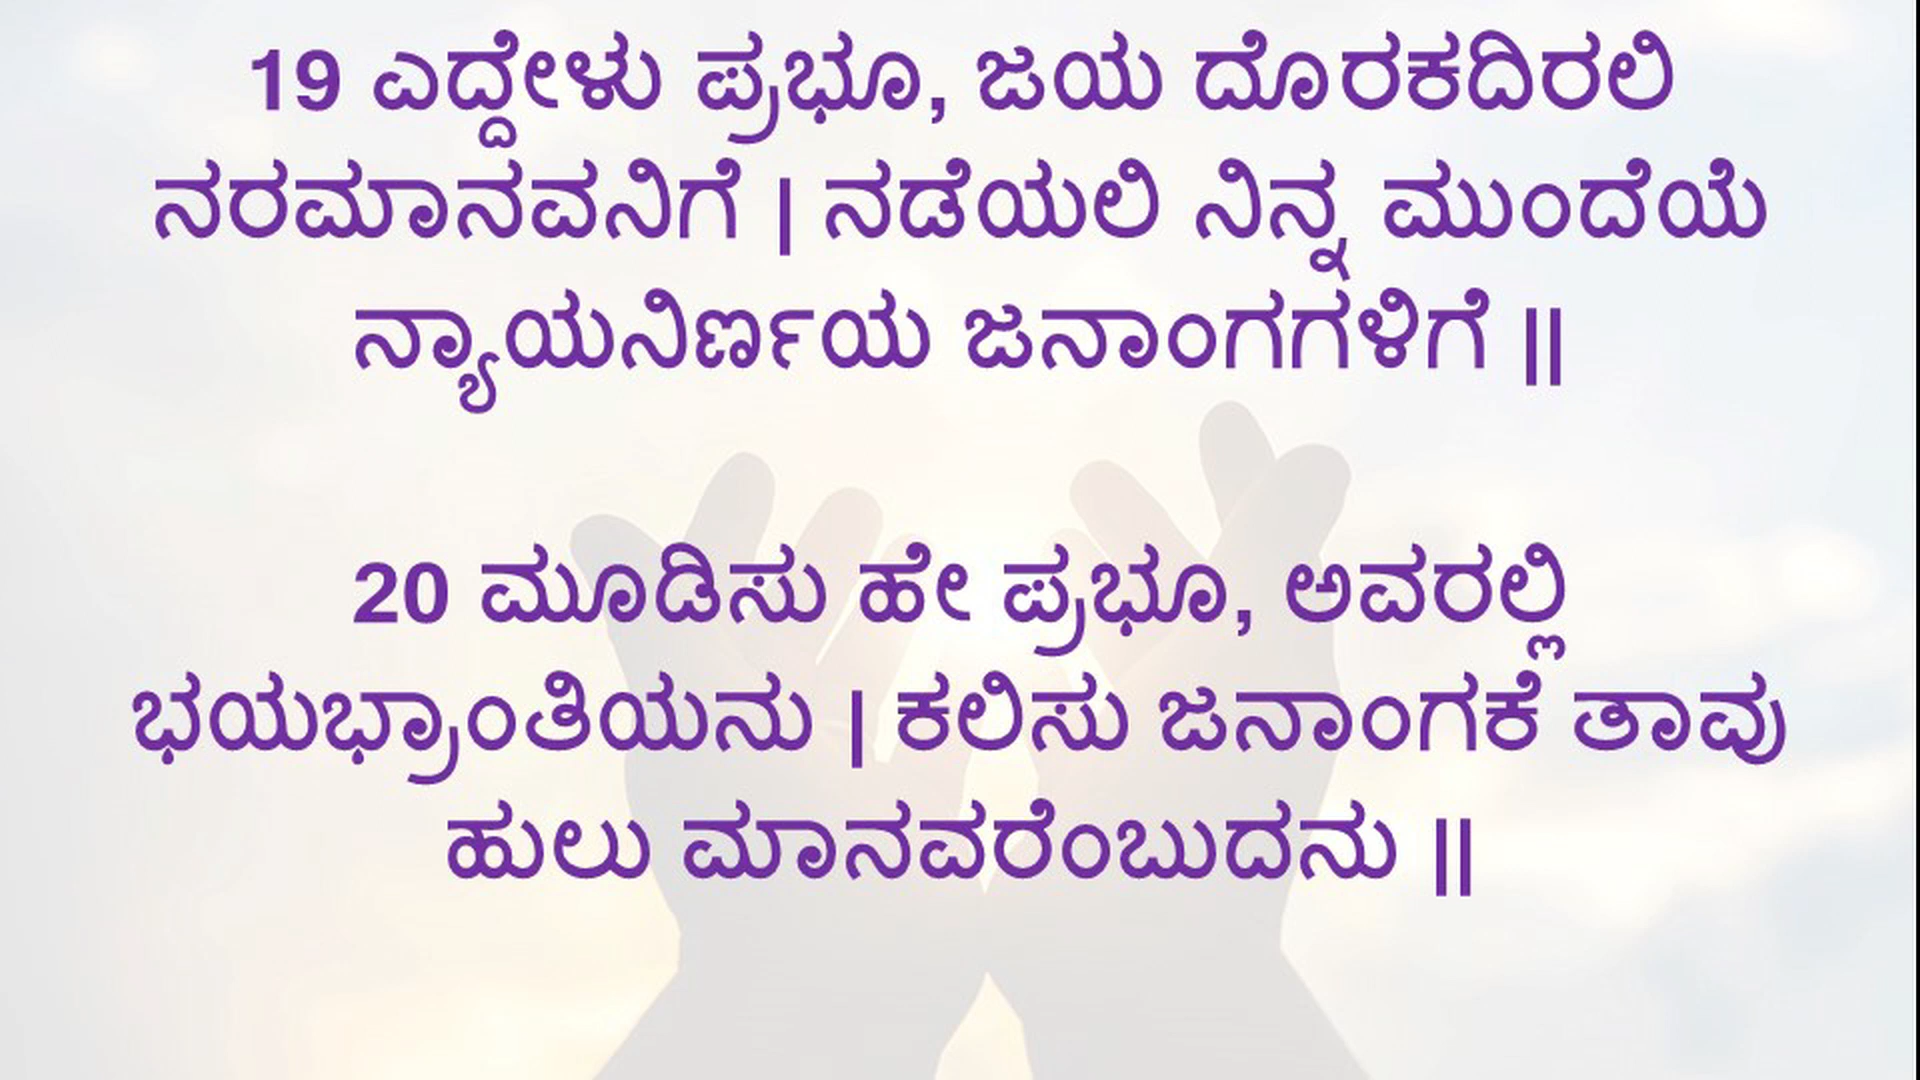 19 ಎದ್ದೇಳು ಪ್ರಭೂ, ಜಯ ದೊರಕದಿರಲಿ
ನರಮಾನವನಿಗೆ | ನಡೆಯಲಿ ನಿನ್ನ ಮುಂದೆಯೆ
ನ್ಯಾಯನಿರ್ಣಯ ಜನಾಂಗಗಳಿಗೆ ||
20 ಮೂಡಿಸು ಹೇ ಪ್ರಭೂ, ಅವರಲ್ಲಿ
ಭಯಭ್ರಾಂತಿಯನು | ಕಲಿಸು ಜನಾಂಗಕೆ ತಾವು
ಹುಲು ಮಾನವರೆಂಬುದನು ||